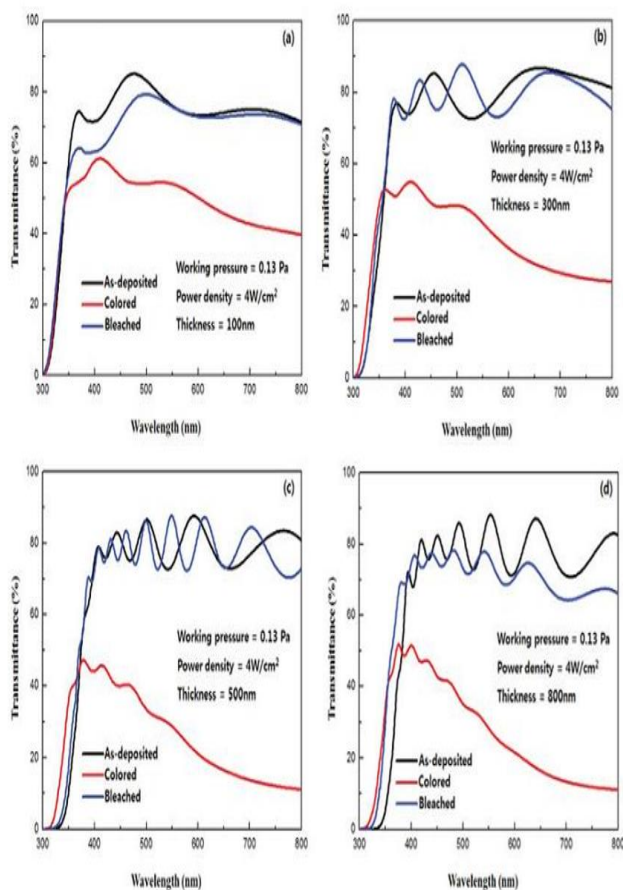 (a)
100
80
60
40
20
0
Transmittance (%)
Working pressure = 0.13 Pa
Power density = 4W/cm²
Thickness = 100nm
As-deposited
Colored
Bleached
300 400 500 600 700 800
Wavelength (nm)
(b)
100
80
60
40
20
0
Transmittance (%)
Working pressure = 0.13 Pa
Power density = 4W/cm²
Thickness = 300nm
As-deposited
Colored
Bleached
300 400 500 600 700 800
Wavelength (nm)
(c)
100
80
60
40
20
0
Transmittance (%)
Working pressure = 0.13 Pa
Power density = 4W/cm²
Thickness = 500nm
As-deposited
Colored
Bleached
300 400 500 600 700 800
Wavelength (nm)
(d)
100
80
60
40
20
0
Transmittance (%)
Working pressure = 0.13 Pa
Power density = 4W/cm²
Thickness = 800nm
As-deposited
Colored
Bleached
300 400 500 600 700 800
Wavelength (nm)